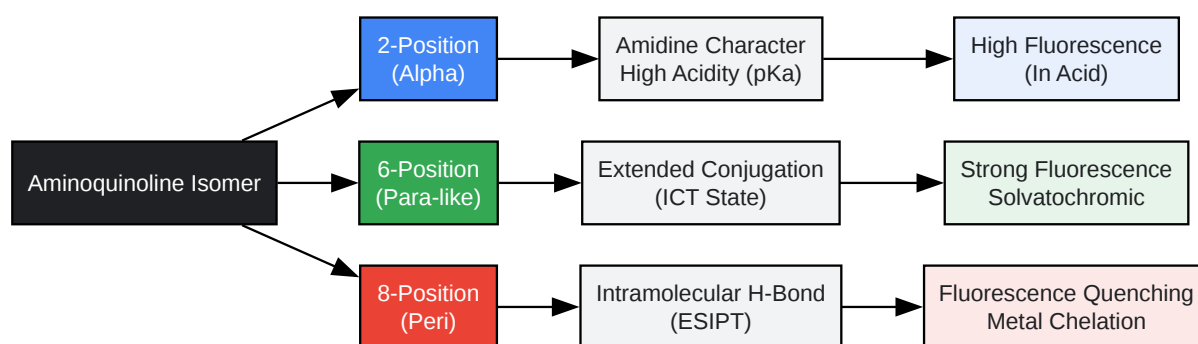 Aminoquinoline Isomer
2-Position
(Alpha)
Amidine Character
High Acidity (pKa)
High Fluorescence
(In Acid)
6-Position
(Para-like)
Extended Conjugation
(ICT State)
Strong Fluorescence
Solvatochromic
8-Position
(Peri)
Intramolecular H-Bond
(ESIPT)
Fluorescence Quenching
Metal Chelation